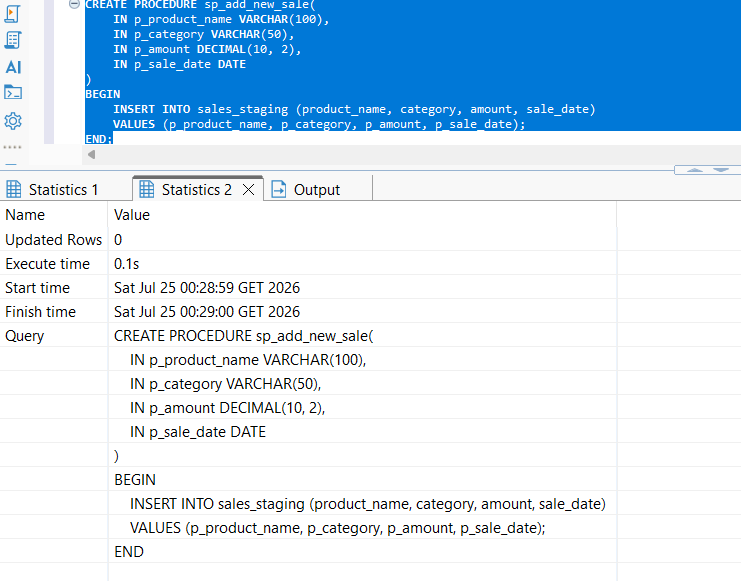 CREATE PROCEDURE sp_add_new_sale(
IN p_product_name VARCHAR(100),
IN p_category VARCHAR(50),
IN p_amount DECIMAL(10, 2),
IN p_sale_date DATE
)
BEGIN
INSERT INTO sales_staging (product_name, category, amount, sale_date)
VALUES (p_product_name, p_category, p_amount, p_sale_date);
END;
AI
Statistics 1
Statistics 2
Output
Name Value
Updated Rows 0
Execute time 0.1s
Start time Sat Jul 25 00:28:59 GET 2026
Finish time Sat Jul 25 00:29:00 GET 2026
Query CREATE PROCEDURE sp_add_new_sale(
IN p_product_name VARCHAR(100),
IN p_category VARCHAR(50),
IN p_amount DECIMAL(10, 2),
IN p_sale_date DATE
)
BEGIN
INSERT INTO sales_staging (product_name, category, amount, sale_date)
VALUES (p_product_name, p_category, p_amount, p_sale_date);
END